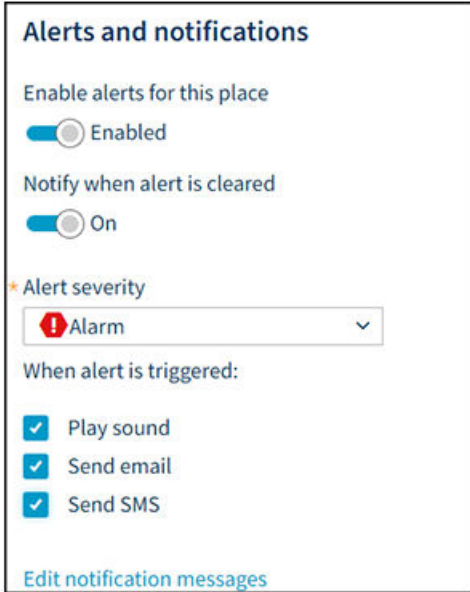 Alerts and notifications
Enable alerts for this place
Enabled
Notify when alert is cleared
On
* Alert severity
! Alarm
When alert is triggered:
Play sound
Send email
Send SMS
Edit notification messages